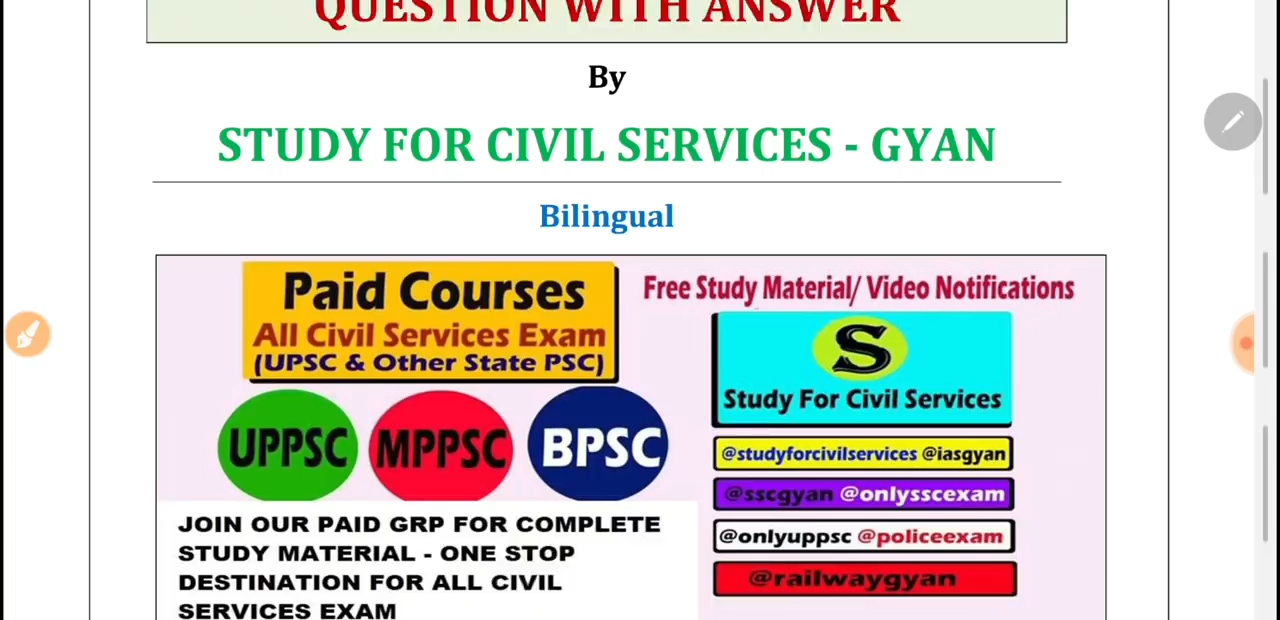 QUESTION WITH ANSWER
By
STUDY FOR CIVIL SERVICES - GYAN
Bilingual
Paid Courses
All Civil Services Exam
(UPSC & Other State PSC)
UPPSC MPPSC BPSC
JOIN OUR PAID GRP FOR COMPLETE
STUDY MATERIAL - ONE STOP
DESTINATION FOR ALL CIVIL
SERVICES EXAM
Free Study Material/ Video Notifications
S
Study For Civil Services
@studyforcivilservices @iasgyan
@sscgyan @onlysscexam
@onlyuppsc @policeexam
@railwaygyan